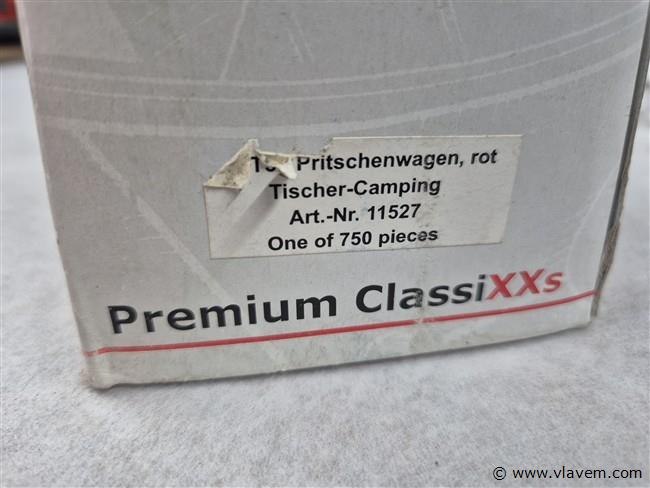 Pritschenwagen, rot
Tischer-Camping
Art.-Nr. 11527
One of 750 pieces
Premium ClassiXXs
© www.vlavem.com